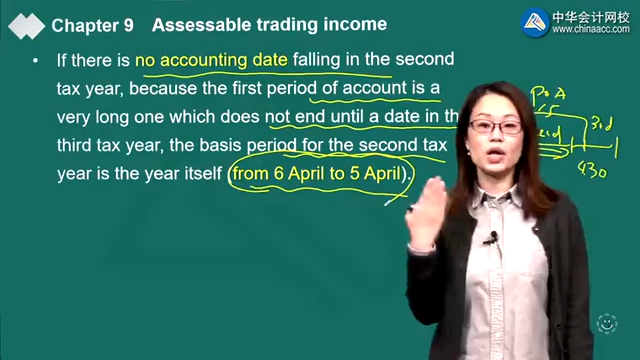 Chapter 9 Assessable trading income
中华会计网校
www.chinaacc.com
• If there is no accounting date falling in the second
tax year, because the first period of account is a
very long one which does not end until a date in th
third tax year, the basis period for the second tax
year is the year itself (from 6 April to 5 April).
PoA
3rd
430